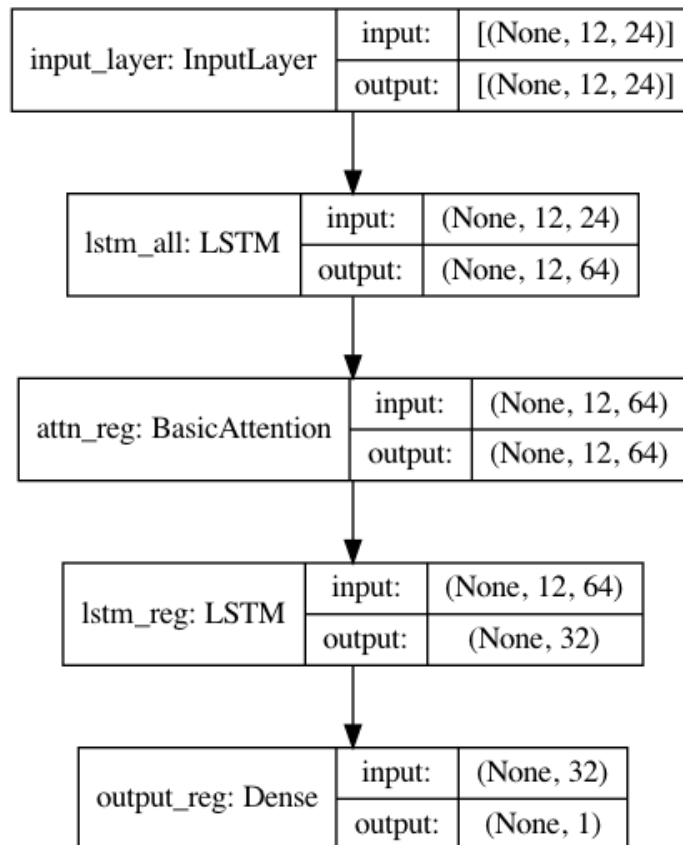 input_layer: InputLayer
input: [(None, 12, 24)]
output: [(None, 12, 24)]
lstm_all: LSTM
input: (None, 12, 24)
output: (None, 12, 64)
attn_reg: BasicAttention
input: (None, 12, 64)
output: (None, 12, 64)
lstm_reg: LSTM
input: (None, 12, 64)
output: (None, 32)
output_reg: Dense
input: (None, 32)
output: (None, 1)